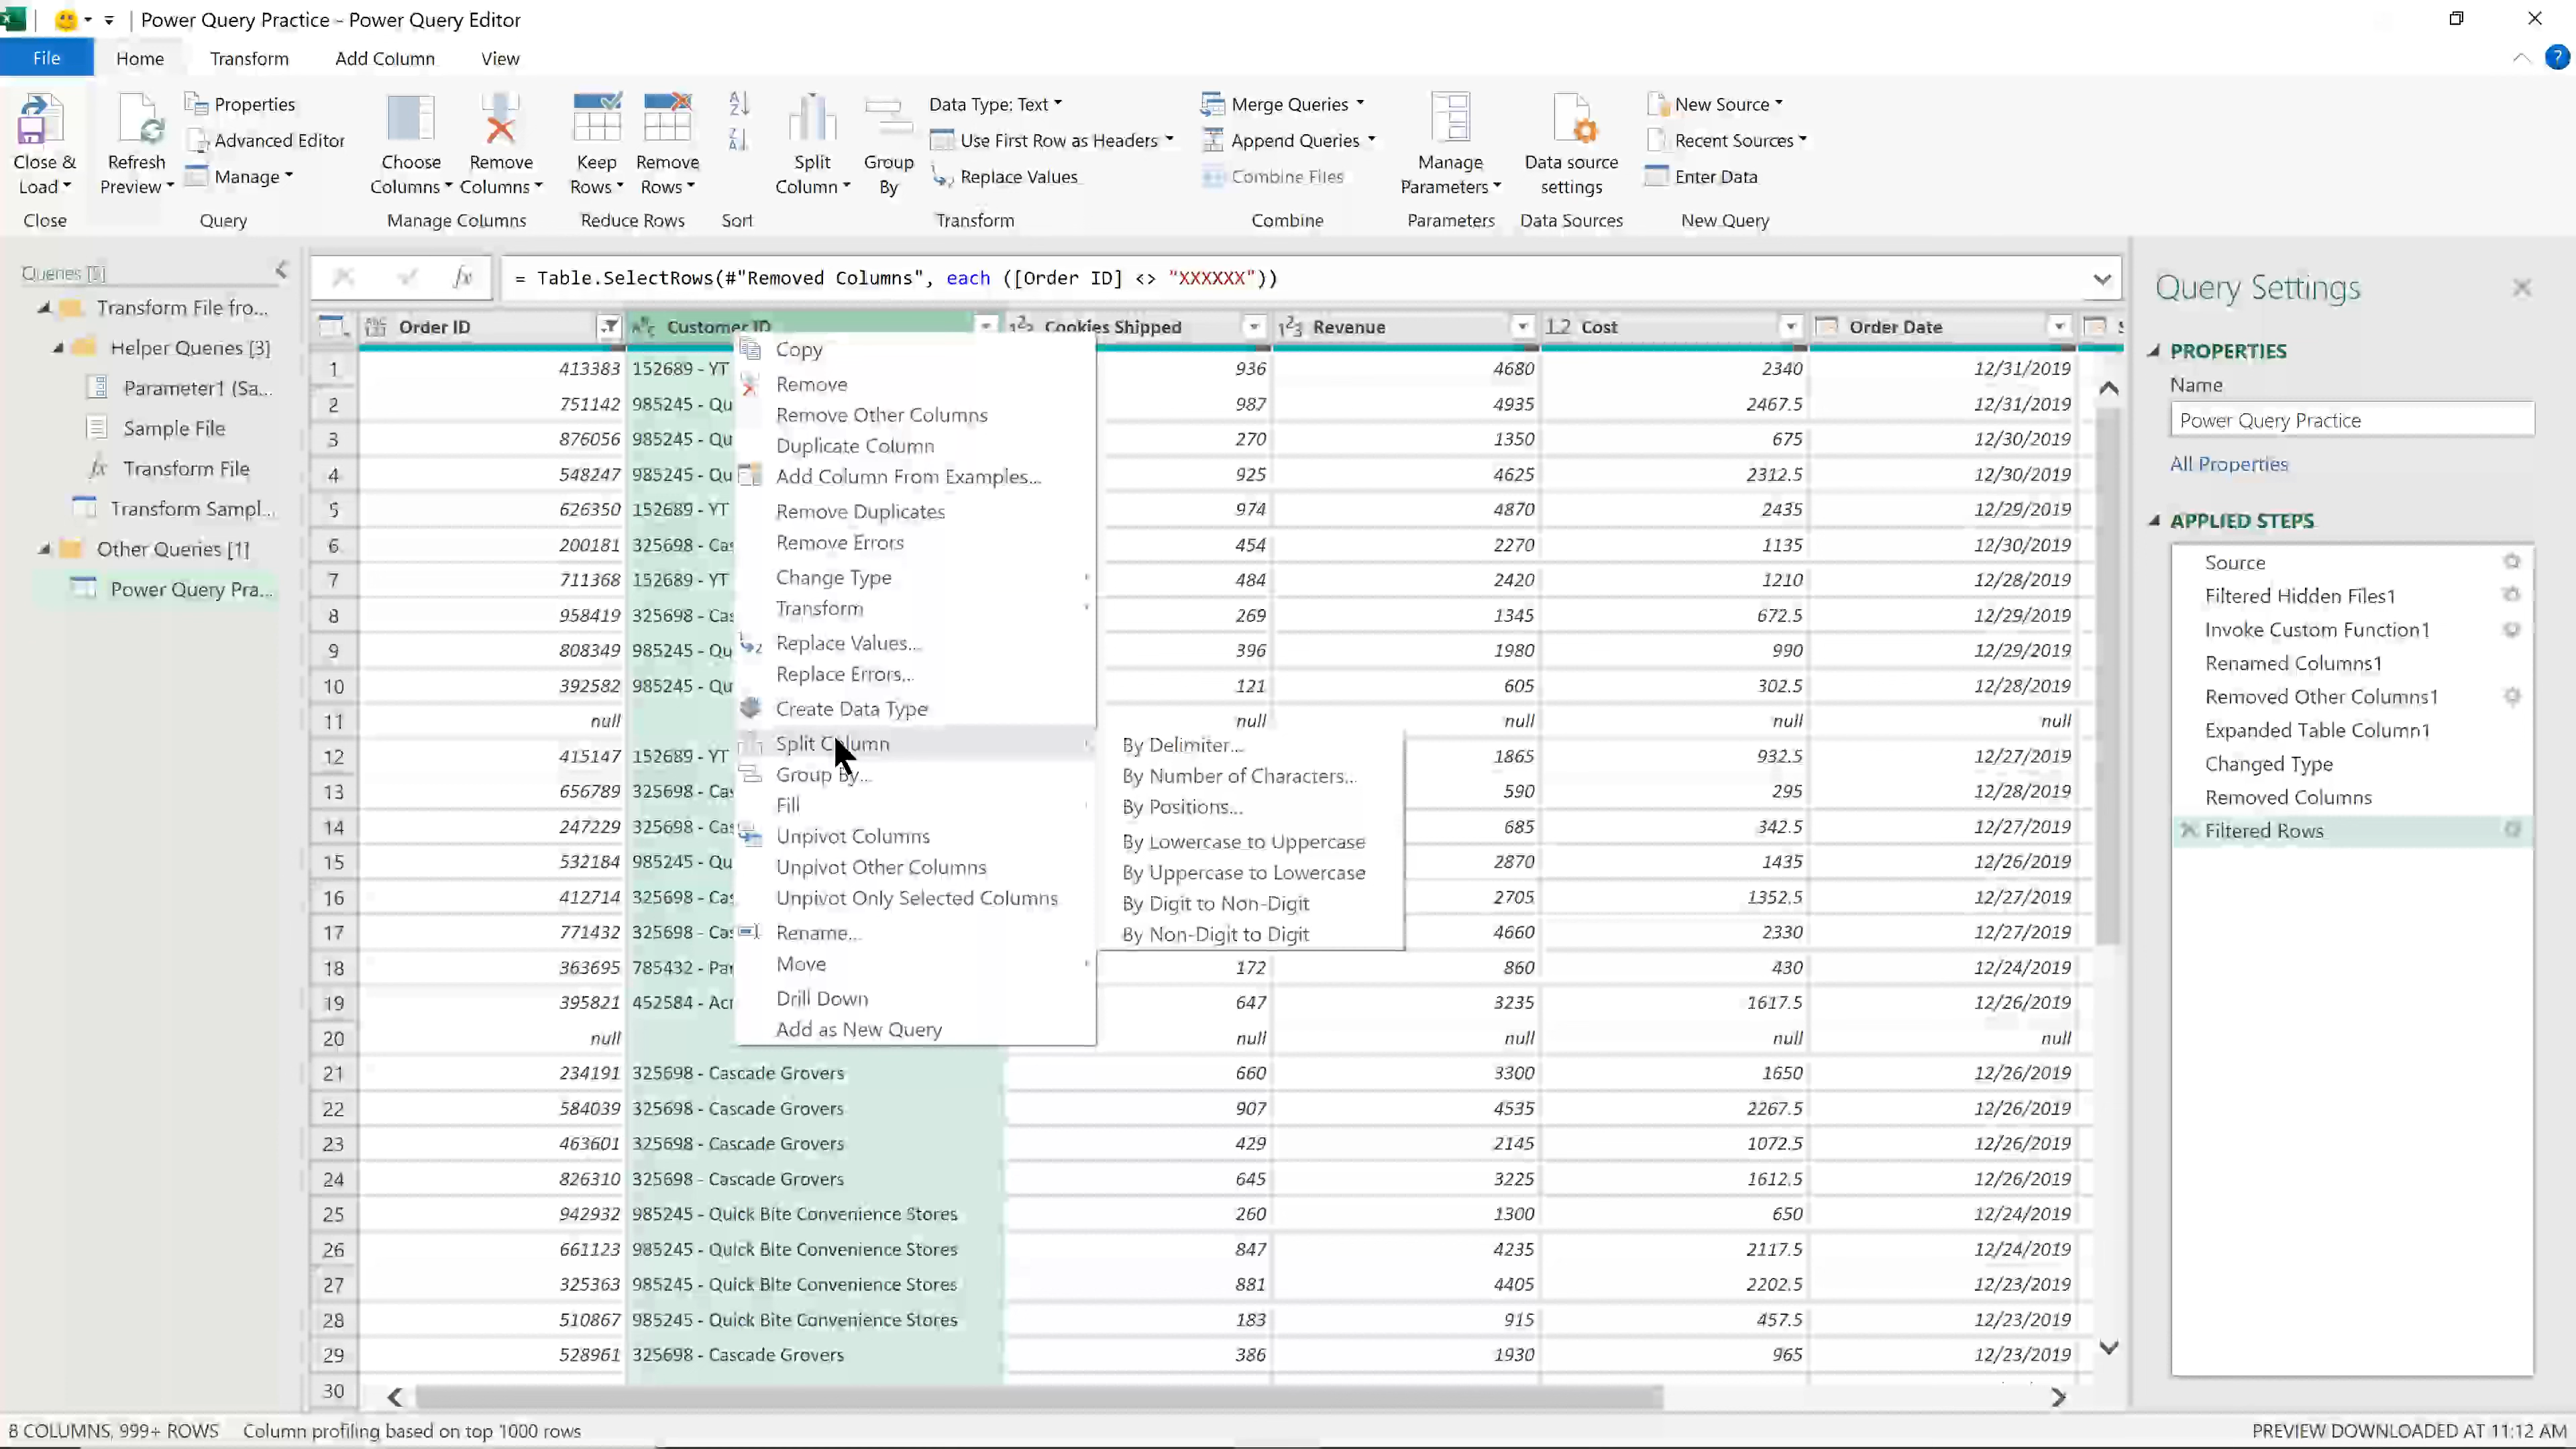 Power Query Practice - Power Query Editor
File Home Transform Add Column View
Close & Load
Refresh Preview
Properties
Advanced Editor
Manage
Choose Columns
Remove Columns
Keep Rows
Remove Rows
Split Column
Group By
Data Type: Text
Use First Row as Headers
Replace Values
Merge Queries
Append Queries
Combine Files
Manage Parameters
Data source settings
New Source
Recent Sources
Enter Data
Close Query Manage Columns Reduce Rows Sort Transform Combine Parameters Data Sources New Query
Transform File fro...
Helper Queries [3]
Parameter1 (Sa...
Sample File
Transform File
Transform Sampl...
Other Queries [1]
Power Query Pra...
= Table.SelectRows(#"Removed Columns", each ([Order ID] <> "XXXXXX"))
Order ID Customer ID Cookies Shipped Revenue Cost Order Date
1 413383 152689 - YT 936 4680 2340 12/31/2019
2 751142 985245 - Qu 987 4935 2467.5 12/31/2019
3 876056 985245 - Qu 270 1350 675 12/30/2019
4 548247 985245 - Qu 925 4625 2312.5 12/30/2019
5 626350 152689 - YT 974 4870 2435 12/29/2019
6 200181 325698 - Cas 454 2270 1135 12/30/2019
7 711368 152689 - YT 484 2420 1210 12/28/2019
8 958419 325698 - Cas 269 1345 672.5 12/29/2019
9 808349 985245 - Qu 396 1980 990 12/29/2019
10 392582 985245 - Qu 121 605 302.5 12/28/2019
11 null null null null null
12 415147 152689 - YT 1865 932.5 12/27/2019
13 656789 325698 - Cas 590 295 12/28/2019
14 247229 325698 - Cas 685 342.5 12/27/2019
15 532184 985245 - Qu 2870 1435 12/26/2019
16 412714 325698 - Cas 2705 1352.5 12/27/2019
17 771432 325698 - Cas 4660 2330 12/27/2019
18 363695 785432 - Par 172 860 430 12/24/2019
19 395821 452584 - Acr 647 3235 1617.5 12/26/2019
20 null null null null null
21 234191 325698 - Cascade Grovers 660 3300 1650 12/26/2019
22 584039 325698 - Cascade Grovers 907 4535 2267.5 12/26/2019
23 463601 325698 - Cascade Grovers 429 2145 1072.5 12/26/2019
24 826310 325698 - Cascade Grovers 645 3225 1612.5 12/26/2019
25 942932 985245 - Quick Bite Convenience Stores 260 1300 650 12/24/2019
26 661123 985245 - Quick Bite Convenience Stores 847 4235 2117.5 12/24/2019
27 325363 985245 - Quick Bite Convenience Stores 881 4405 2202.5 12/23/2019
28 510867 985245 - Quick Bite Convenience Stores 183 915 457.5 12/23/2019
29 528961 325698 - Cascade Grovers 386 1930 965 12/23/2019
30
Copy
Remove
Remove Other Columns
Duplicate Column
Add Column From Examples...
Remove Duplicates
Remove Errors
Change Type
Transform
Replace Values...
Replace Errors...
Create Data Type
Split Column
Group By...
Fill
Unpivot Columns
Unpivot Other Columns
Unpivot Only Selected Columns
Rename...
Move
Drill Down
Add as New Query
By Delimiter...
By Number of Characters...
By Positions...
By Lowercase to Uppercase
By Uppercase to Lowercase
By Digit to Non-Digit
By Non-Digit to Digit
Query Settings
PROPERTIES
Name
Power Query Practice
All Properties
APPLIED STEPS
Source
Filtered Hidden Files1
Invoke Custom Function1
Renamed Columns1
Removed Other Columns1
Expanded Table Column1
Changed Type
Removed Columns
Filtered Rows
8 COLUMNS, 999+ ROWS Column profiling based on top 1000 rows PREVIEW DOWNLOADED AT 11:12 AM